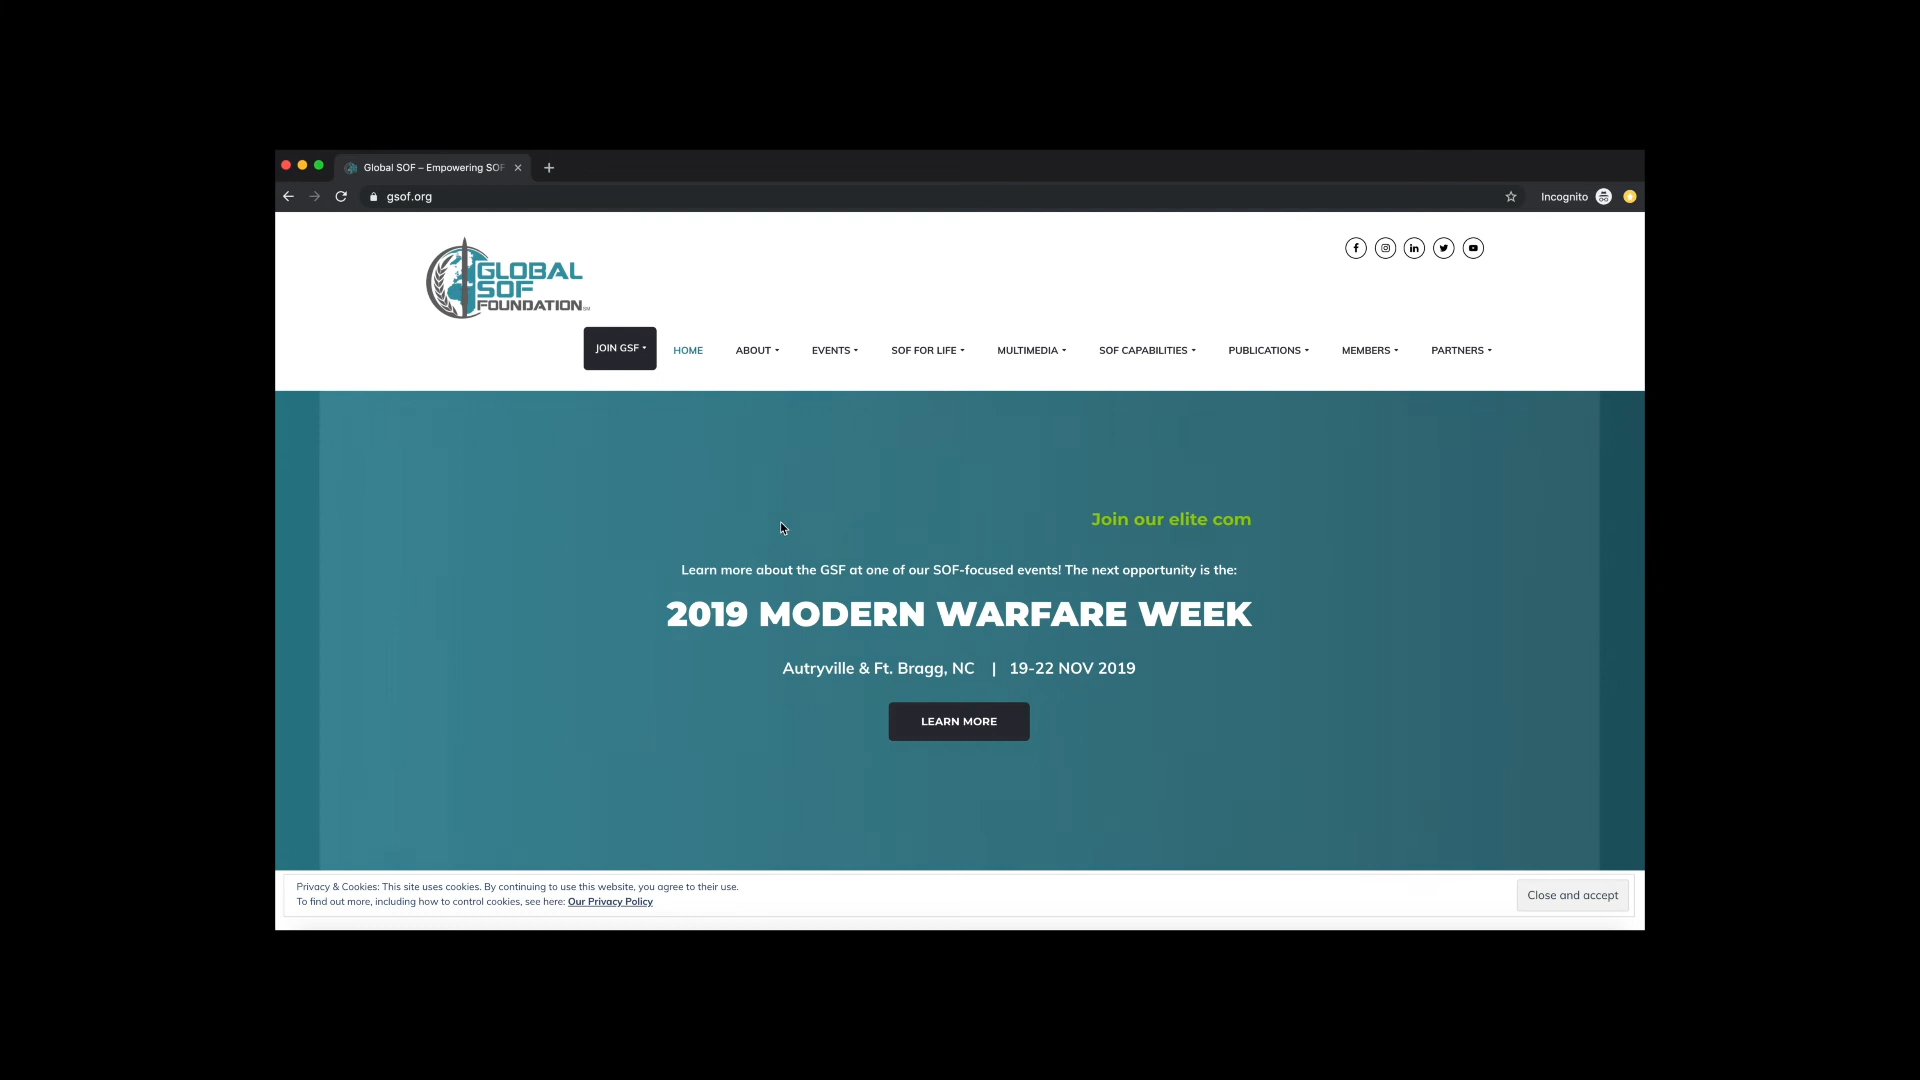 Global SOF – Empowering SOF
gsof.org
Incognito
GLOBAL
SOF
FOUNDATION
JOIN GSF HOME ABOUT EVENTS SOF FOR LIFE MULTIMEDIA SOF CAPABILITIES PUBLICATIONS MEMBERS PARTNERS
Join our elite com
Learn more about the GSF at one of our SOF-focused events! The next opportunity is the:
2019 MODERN WARFARE WEEK
Autryville & Ft. Bragg, NC | 19-22 NOV 2019
LEARN MORE
Privacy & Cookies: This site uses cookies. By continuing to use this website, you agree to their use.
To find out more, including how to control cookies, see here: Our Privacy Policy
Close and accept